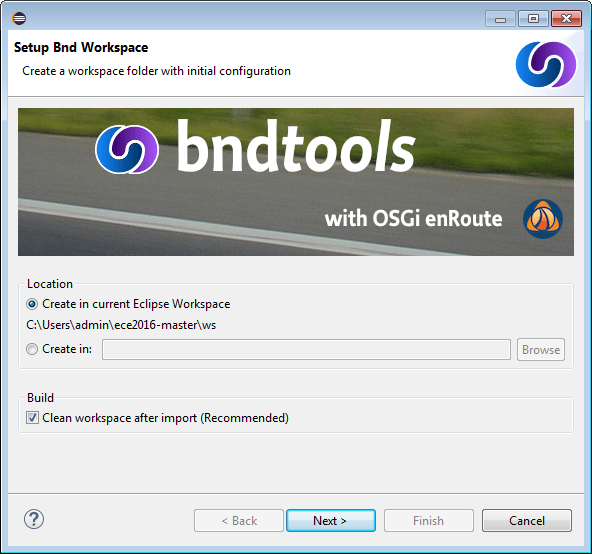 Setup Bnd Workspace
Create a workspace folder with initial configuration
bndtools
with OSGi enRoute
Location
Create in current Eclipse Workspace
C:\Users\admin\ece2016-master\ws
Create in:
Browse
Build
Clean workspace after import (Recommended)
?
< Back
Next >
Finish
Cancel